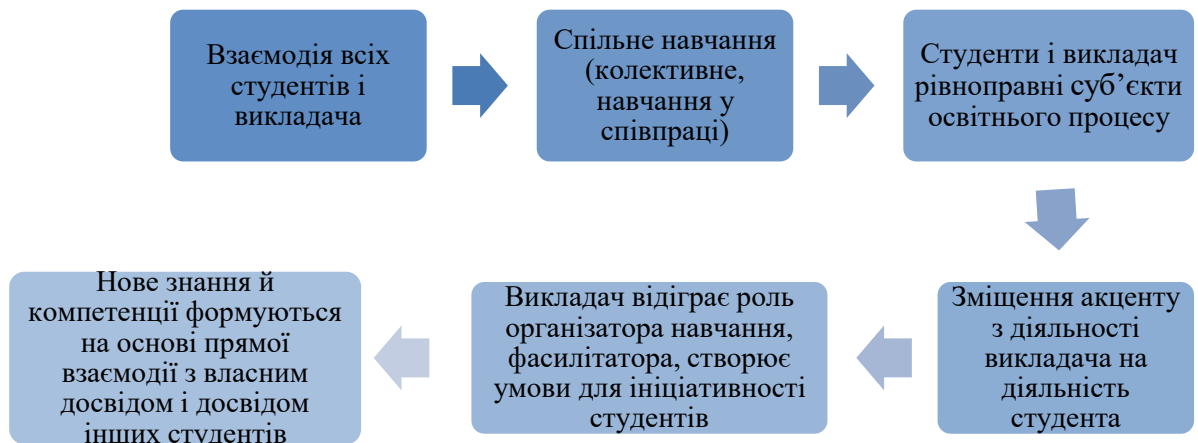 Взаємодія всіх
студентів і
викладача
Спільне навчання
(колективне,
навчання у
співпраці)
Студенти і викладач
рівноправні суб’єкти
освітнього процесу
Зміщення акценту
з діяльності
викладача на
діяльність
студента
Викладач відіграє роль
організатора навчання,
фасилітатора, створює
умови для ініціативності
студентів
Нове знання й
компетенції формуються
на основі прямої
взаємодії з власним
досвідом і досвідом
інших студентів